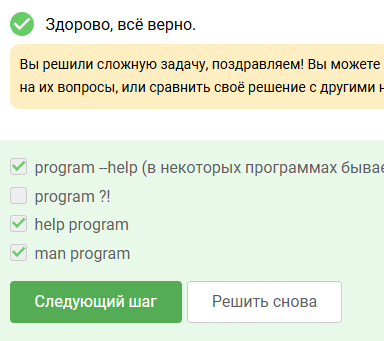 Здорово, всё верно.
Вы решили сложную задачу, поздравляем! Вы можете
на их вопросы, или сравнить своё решение с другими
program --help (в некоторых программах бывае
program ?!
help program
man program
Следующий шаг Решить снова